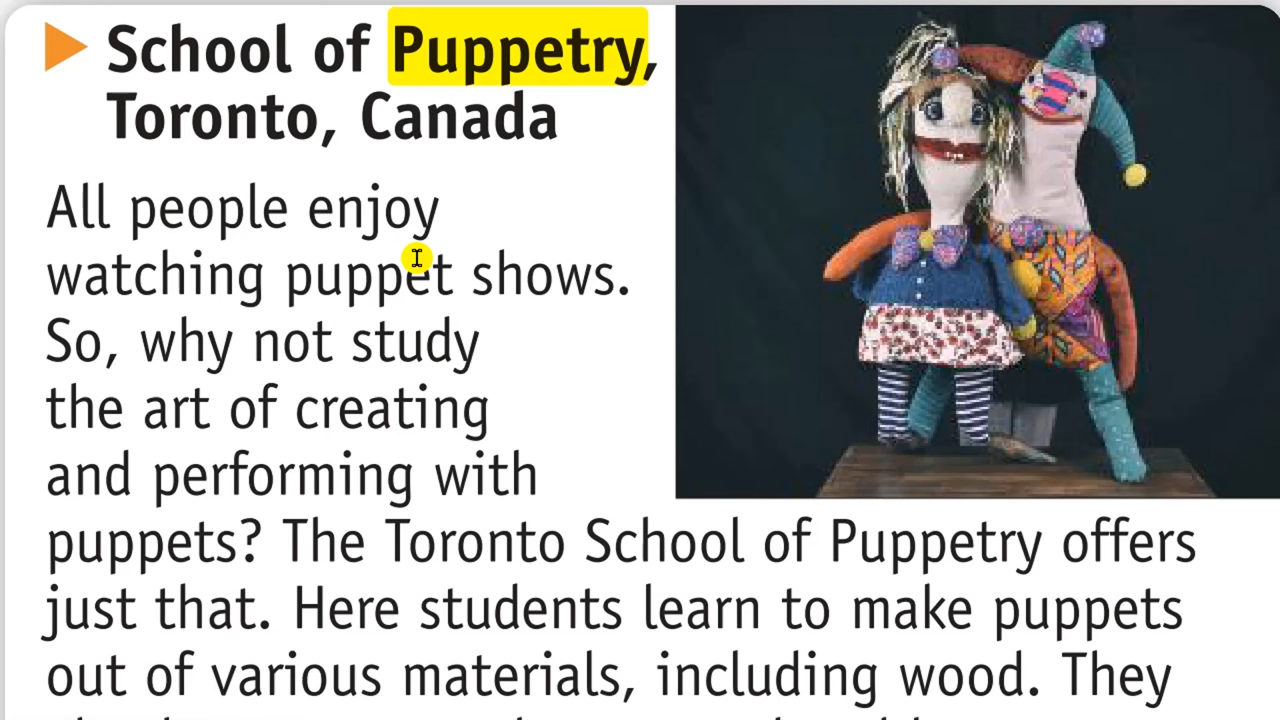 School of Puppetry,
Toronto, Canada
All people enjoy
watching puppet shows.
So, why not study
the art of creating
and performing with
puppets? The Toronto School of Puppetry offers
just that. Here students learn to make puppets
out of various materials, including wood. They